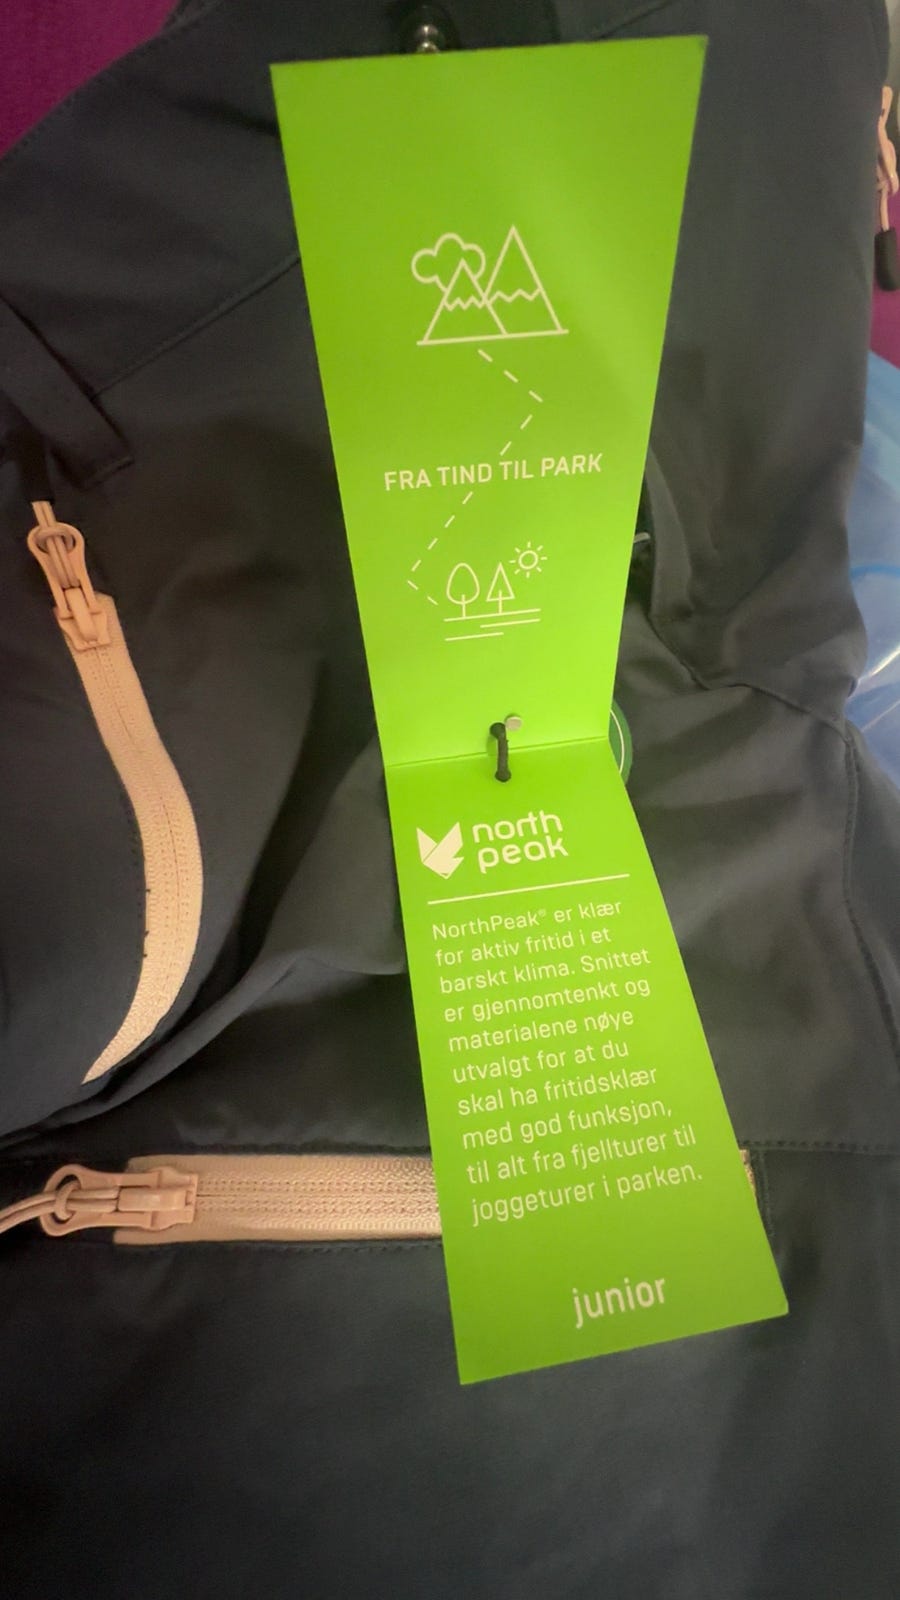 FRA TIND TIL PARK
north
peak
NorthPeak® er klær
for aktiv fritid i et
barskt klima. Snittet
er gjennomtenkt og
materialene nøye
utvalgt for at du
skal ha fritidsklær
med god funksjon,
til alt fra fjellturer til
joggeturer i parken.
junior